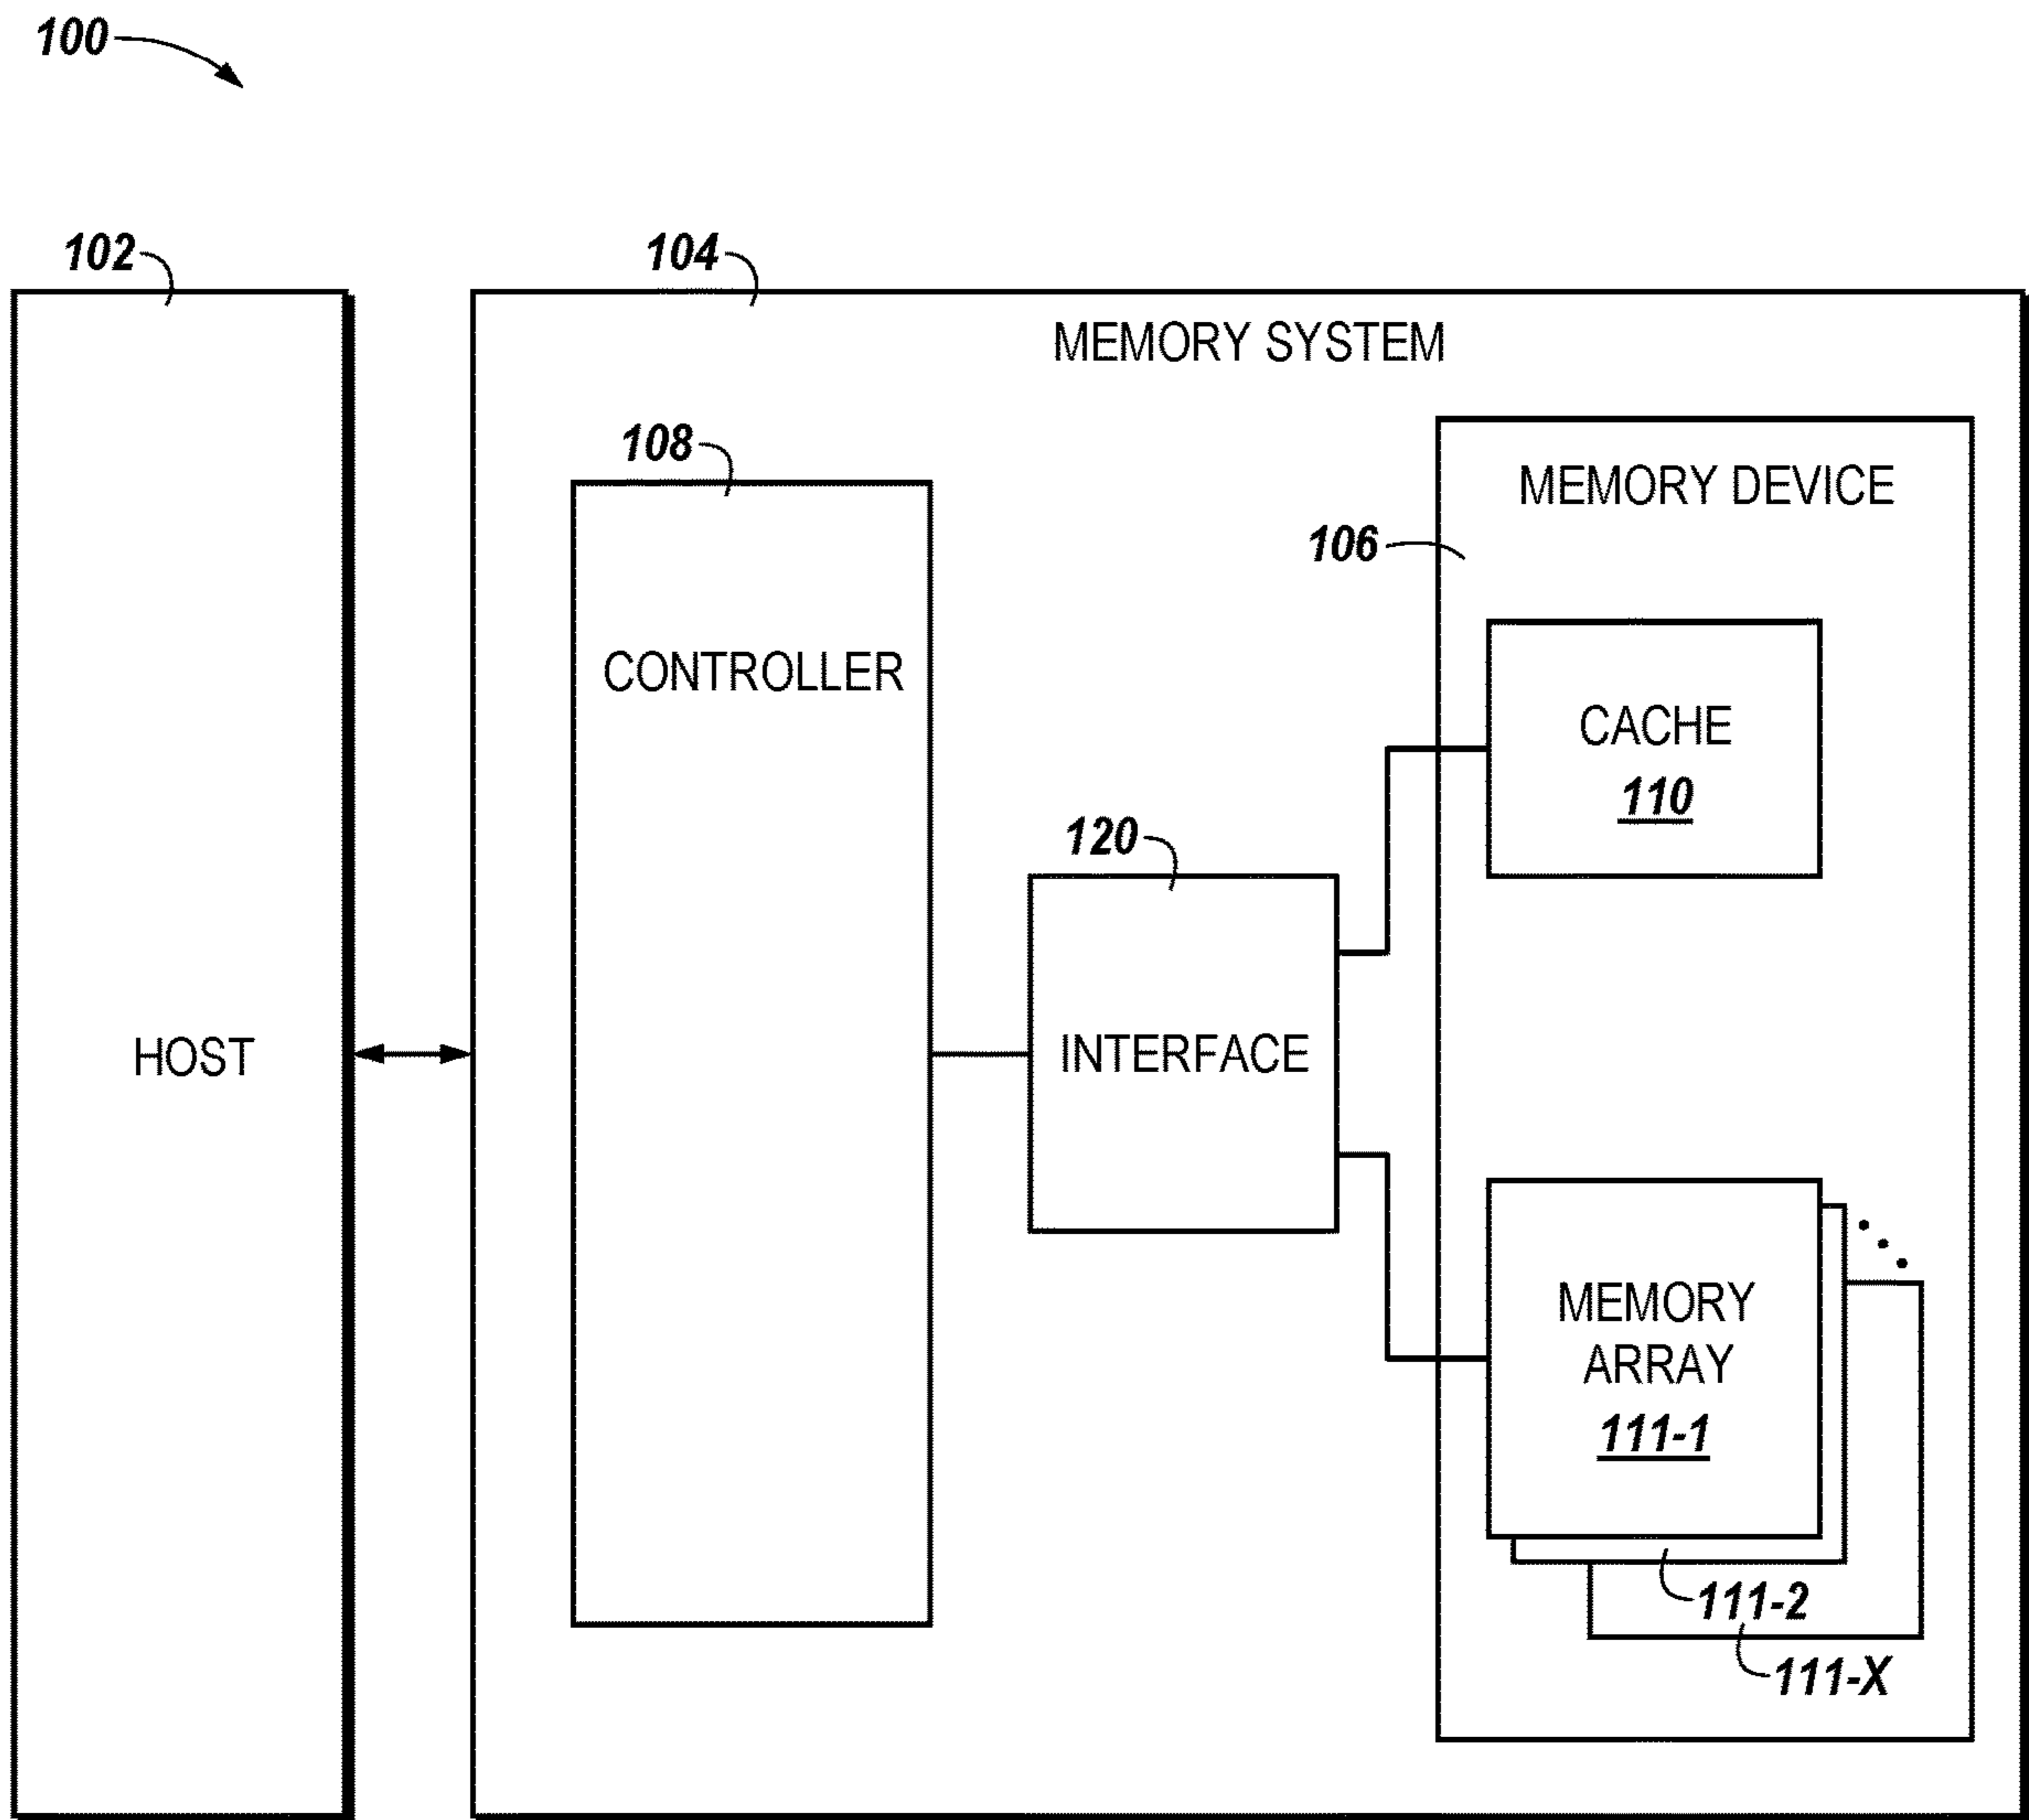 100
102
104
MEMORY SYSTEM
108
MEMORY DEVICE
106
CONTROLLER
CACHE
110
120
HOST
INTERFACE
MEMORY
ARRAY
111-1
111-2
111-X